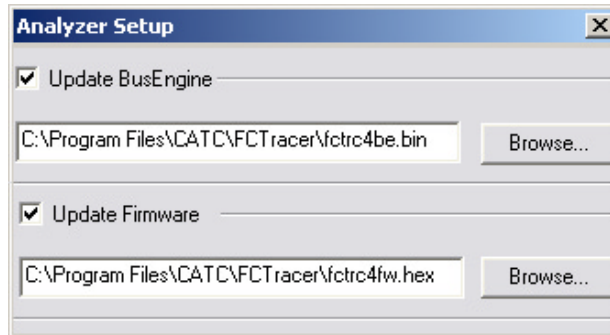 Analyzer Setup
Update BusEngine
C:\Program Files\CATC\FCTracer\fctrc4be.bin
Browse...
Update Firmware
C:\Program Files\CATC\FCTracer\fctrc4fw.hex
Browse...